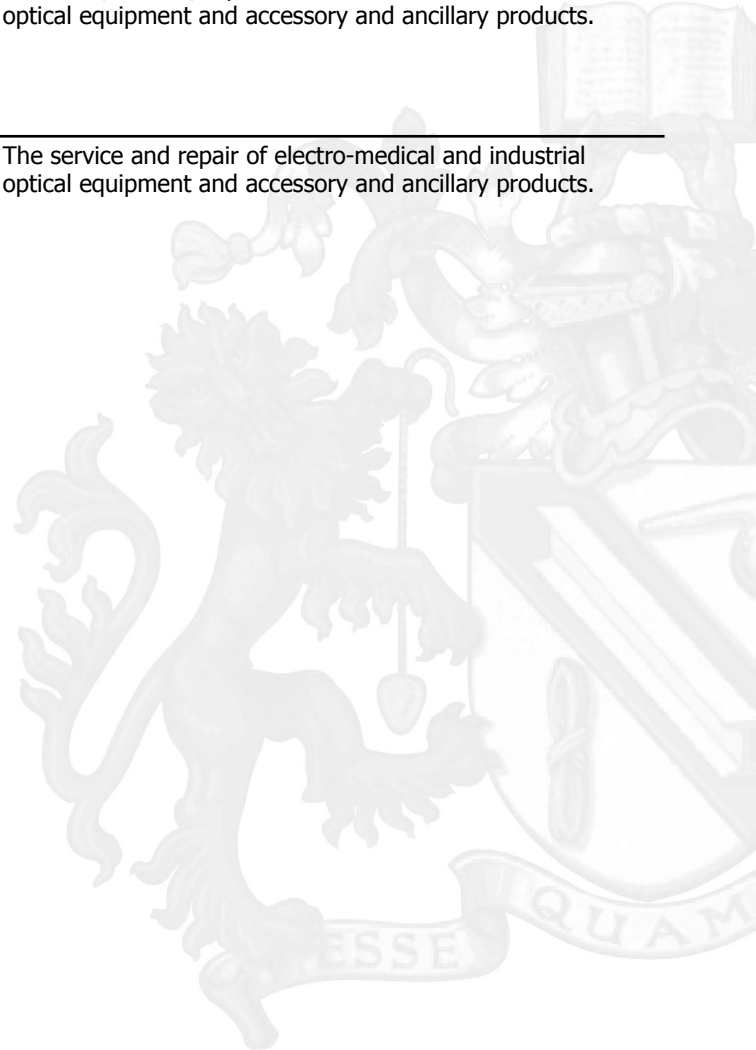 optical equipment and accessory and ancillary products.
The service and repair of electro-medical and industrial
optical equipment and accessory and ancillary products.
ESSE
QUAM